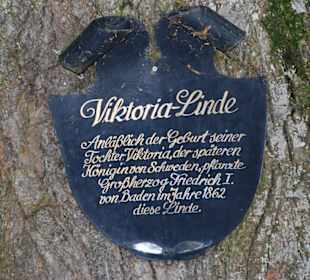 Viktoria-Linde
Anläßlich der Geburt seiner
Tochter Viktoria, der späteren
Königin von Schweden, pflanzte
Großherzog Friedrich I.
von Baden im Jahre 1862
diese Linde.